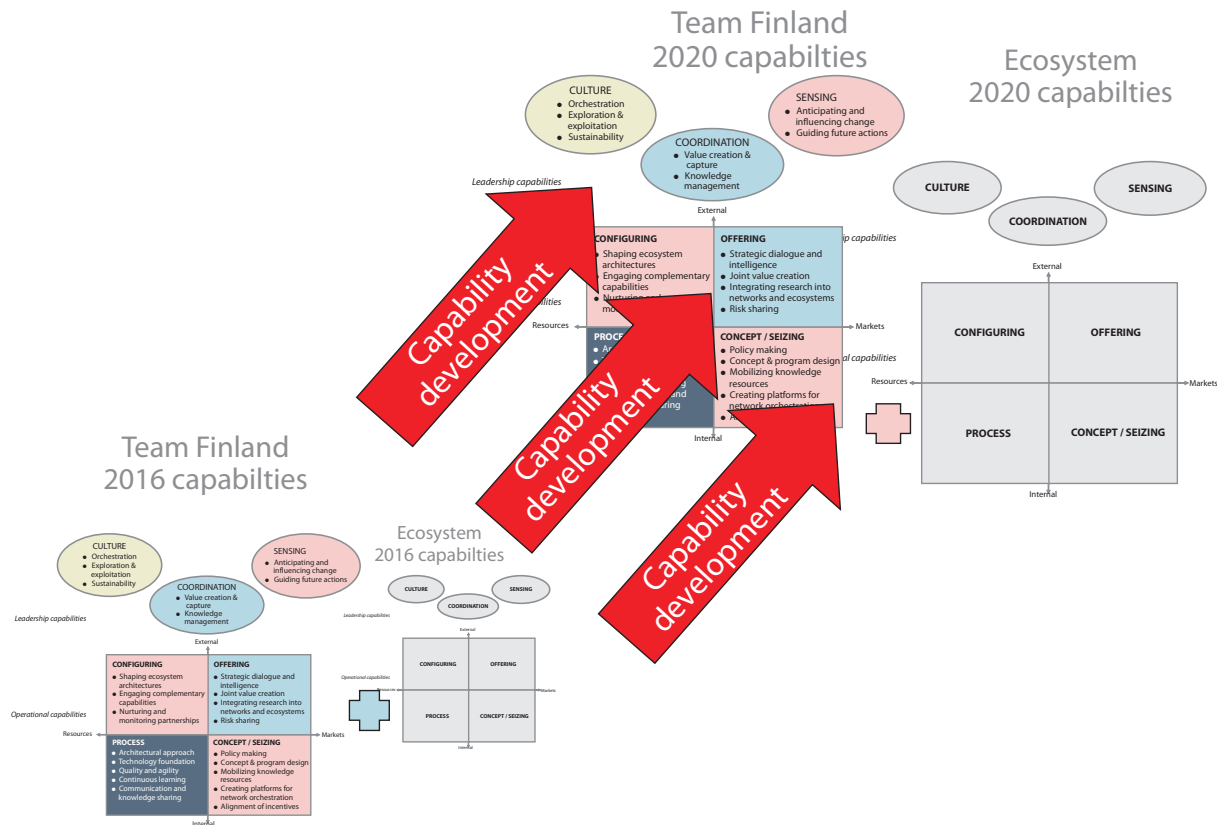 Team Finland
2020 capabilties
CULTURE
● Orchestration
● Exploration &
exploitation
● Sustainability
SENSING
● Anticipating and
influencing change
● Guiding future actions
COORDINATION
● Value creation &
capture
● Knowledge
management
Leadership capabilities
External
CONFIGURING
● Shaping ecosystem
architectures
● Engaging complementary
capabilities
OFFERING
● Strategic dialogue and
intelligence
● Joint value creation
● Integrating research into
networks and ecosystems
● Risk sharing
Resources
Markets
CONCEPT / SEIZING
● Policy making
● Concept & program design
● Mobilizing knowledge
resources
● Creating platforms for
Internal
Ecosystem
2020 capabilties
CULTURE
SENSING
COORDINATION
capabilities
External
CONFIGURING
OFFERING
capabilities
Resources
Markets
PROCESS
CONCEPT / SEIZING
Internal
Capability
development
Capability
development
Capability
development
Team Finland
2016 capabilties
CULTURE
● Orchestration
● Exploration &
exploitation
● Sustainability
SENSING
● Anticipating and
influencing change
● Guiding future actions
COORDINATION
● Value creation &
capture
● Knowledge
management
Leadership capabilities
External
CONFIGURING
● Shaping ecosystem
architectures
● Engaging complementary
capabilities
● Nurturing and
monitoring partnerships
OFFERING
● Strategic dialogue and
intelligence
● Joint value creation
● Integrating research into
networks and ecosystems
● Risk sharing
Operational capabilities
Resources
Markets
PROCESS
● Architectural approach
● Technology foundation
● Quality and agility
● Continuous learning
● Communication and
knowledge sharing
CONCEPT / SEIZING
● Policy making
● Concept & program design
● Mobilizing knowledge
resources
● Creating platforms for
network orchestration
● Alignment of incentives
Internal
Ecosystem
2016 capabilties
CULTURE
SENSING
COORDINATION
Leadership capabilities
External
CONFIGURING
OFFERING
Operational capabilities
Resources
Markets
PROCESS
CONCEPT / SEIZING
Internal